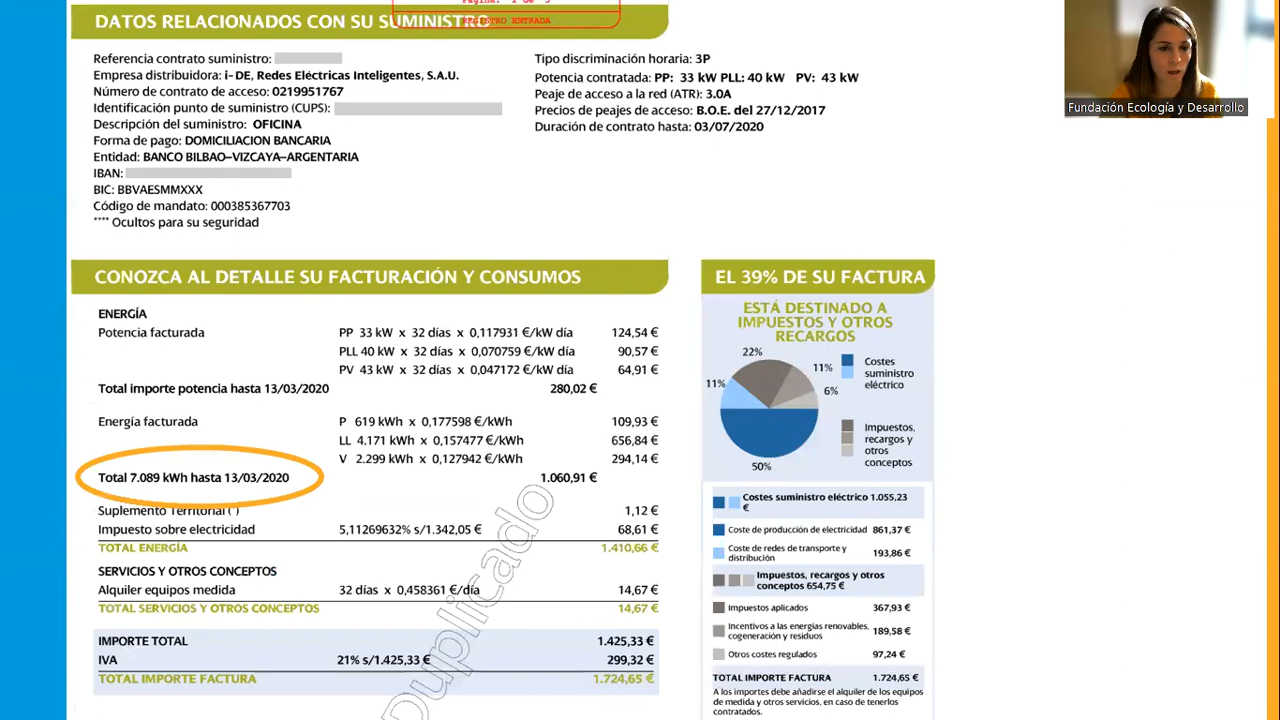 Página: 1 de 5
REGISTRO ENTRADA
DATOS RELACIONADOS CON SU SUMINISTRO
Referencia contrato suministro:
Empresa distribuidora: i-DE, Redes Eléctricas Inteligentes, S.A.U.
Número de contrato de acceso: 0219951767
Identificación punto de suministro (CUPS):
Descripción del suministro: OFICINA
Forma de pago: DOMICILIACION BANCARIA
Entidad: BANCO BILBAO-VIZCAYA-ARGENTARIA
IBAN:
BIC: BBVAESMMXXX
Código de mandato: 000385367703
**** Ocultos para su seguridad
Tipo discriminación horaria: 3P
Potencia contratada: PP: 33 kW PLL: 40 kW PV: 43 kW
Peaje de acceso a la red (ATR): 3.0A
Precios de peajes de acceso: B.O.E. del 27/12/2017
Duración de contrato hasta: 03/07/2020
Fundación Ecología y Desarrollo
CONOZCA AL DETALLE SU FACTURACIÓN Y CONSUMOS
ENERGÍA
Potencia facturada PP 33 kW x 32 días x 0,117931 €/kW día 124,54 €
PLL 40 kW x 32 días x 0,070759 €/kW día 90,57 €
PV 43 kW x 32 días x 0,047172 €/kW día 64,91 €
Total importe potencia hasta 13/03/2020 280,02 €
Energía facturada P 619 kWh x 0,177598 €/kWh 109,93 €
LL 4.171 kWh x 0,157477 €/kWh 656,84 €
V 2.299 kWh x 0,127942 €/kWh 294,14 €
Total 7.089 kWh hasta 13/03/2020 1.060,91 €
Suplemento Territorial ( ) 1,12 €
Impuesto sobre electricidad 5,11269632% s/1.342,05 € 68,61 €
TOTAL ENERGÍA 1.410,66 €
SERVICIOS Y OTROS CONCEPTOS
Alquiler equipos medida 32 días x 0,458361 €/día 14,67 €
TOTAL SERVICIOS Y OTROS CONCEPTOS 14,67 €
IMPORTE TOTAL 1.425,33 €
IVA 21% s/1.425,33 € 299,32 €
TOTAL IMPORTE FACTURA 1.724,65 €
Duplicado
EL 39% DE SU FACTURA
ESTÁ DESTINADO A
IMPUESTOS Y OTROS
RECARGOS
22%
11%
6%
11%
50%
Costes
suministro
eléctrico
Impuestos,
recargos y
otros
conceptos
Costes suministro eléctrico 1.055,23
€
Coste de producción de electricidad 861,37 €
Coste de redes de transporte y
distribución 193,86 €
Impuestos, recargos y otros
conceptos 654,75 €
Impuestos aplicados 367,93 €
Incentivos a las energías renovables,
cogeneración y residuos 189,58 €
Otros costes regulados 97,24 €
TOTAL IMPORTE FACTURA 1.724,65 €
A los importes debe añadirse el alquiler de los equipos
de medida y otros servicios, en caso de tenerlos
contratados.